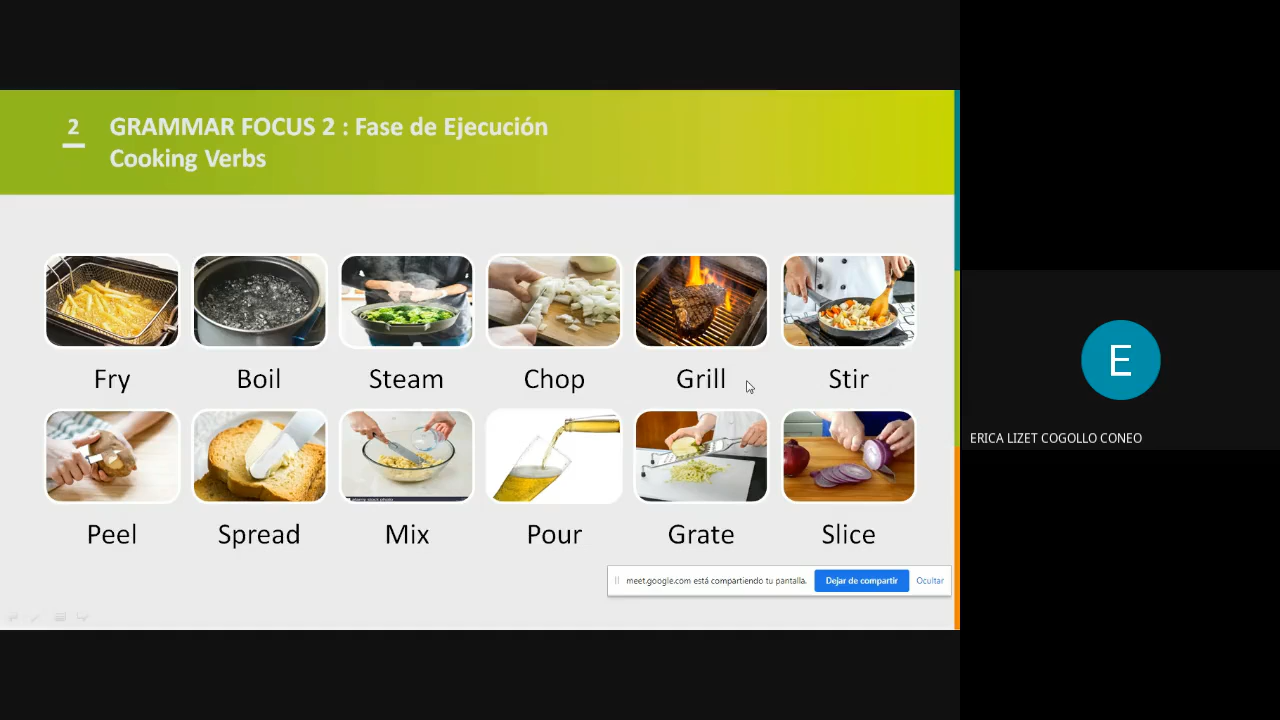 2
GRAMMAR FOCUS 2 : Fase de Ejecución
Cooking Verbs
Fry
Boil
Steam
Chop
Grill
Stir
Peel
Spread
Mix
Pour
Grate
Slice
meet.google.com está compartiendo tu pantalla.
Dejar de compartir
Ocultar
E
ERICA LIZET COGOLLO CONEO